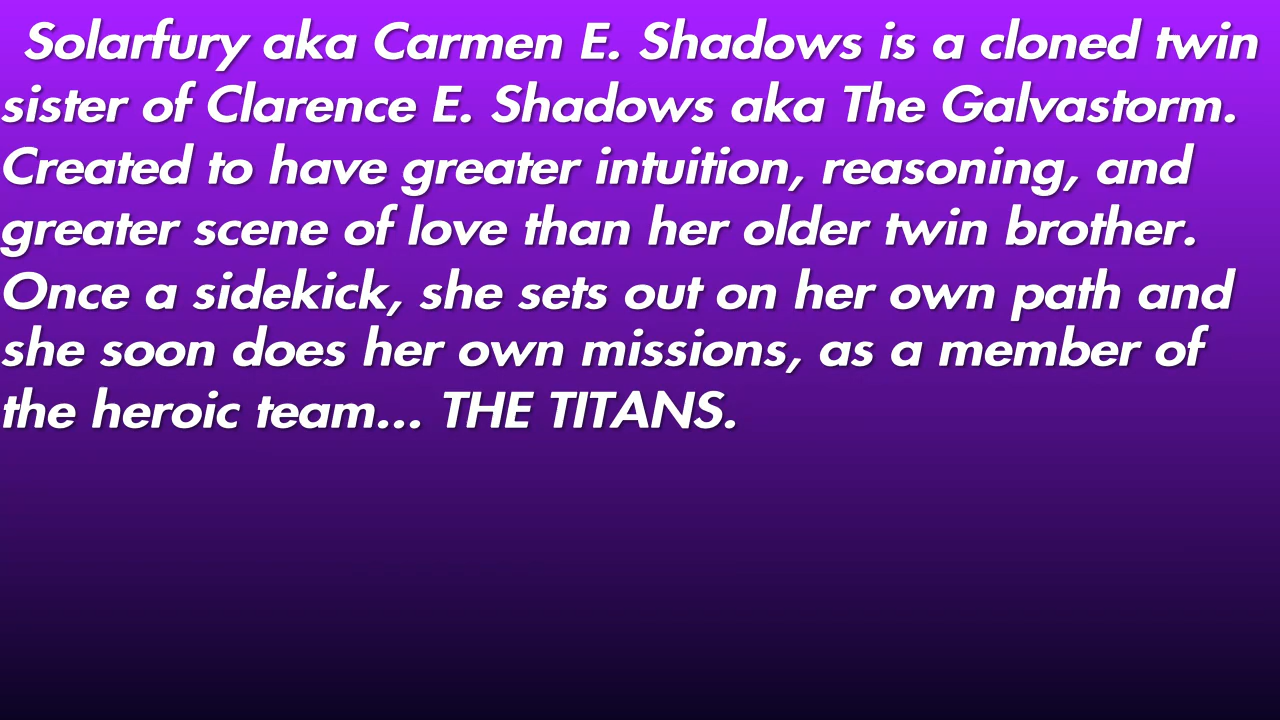 Solarfury aka Carmen E. Shadows is a cloned twin
sister of Clarence E. Shadows aka The Galvastorm.
Created to have greater intuition, reasoning, and
greater scene of love than her older twin brother.
Once a sidekick, she sets out on her own path and
she soon does her own missions, as a member of
the heroic team... THE TITANS.